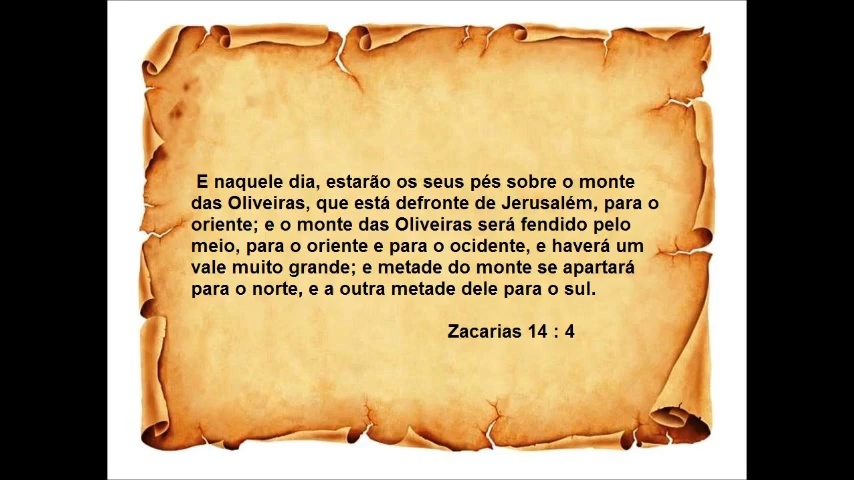 E naquele dia, estarão os seus pés sobre o monte
das Oliveiras, que está defronte de Jerusalém, para o
oriente; e o monte das Oliveiras será fendido pelo
meio, para o oriente e para o ocidente, e haverá um
vale muito grande; e metade do monte se apartará
para o norte, e a outra metade dele para o sul.
Zacarias 14 : 4